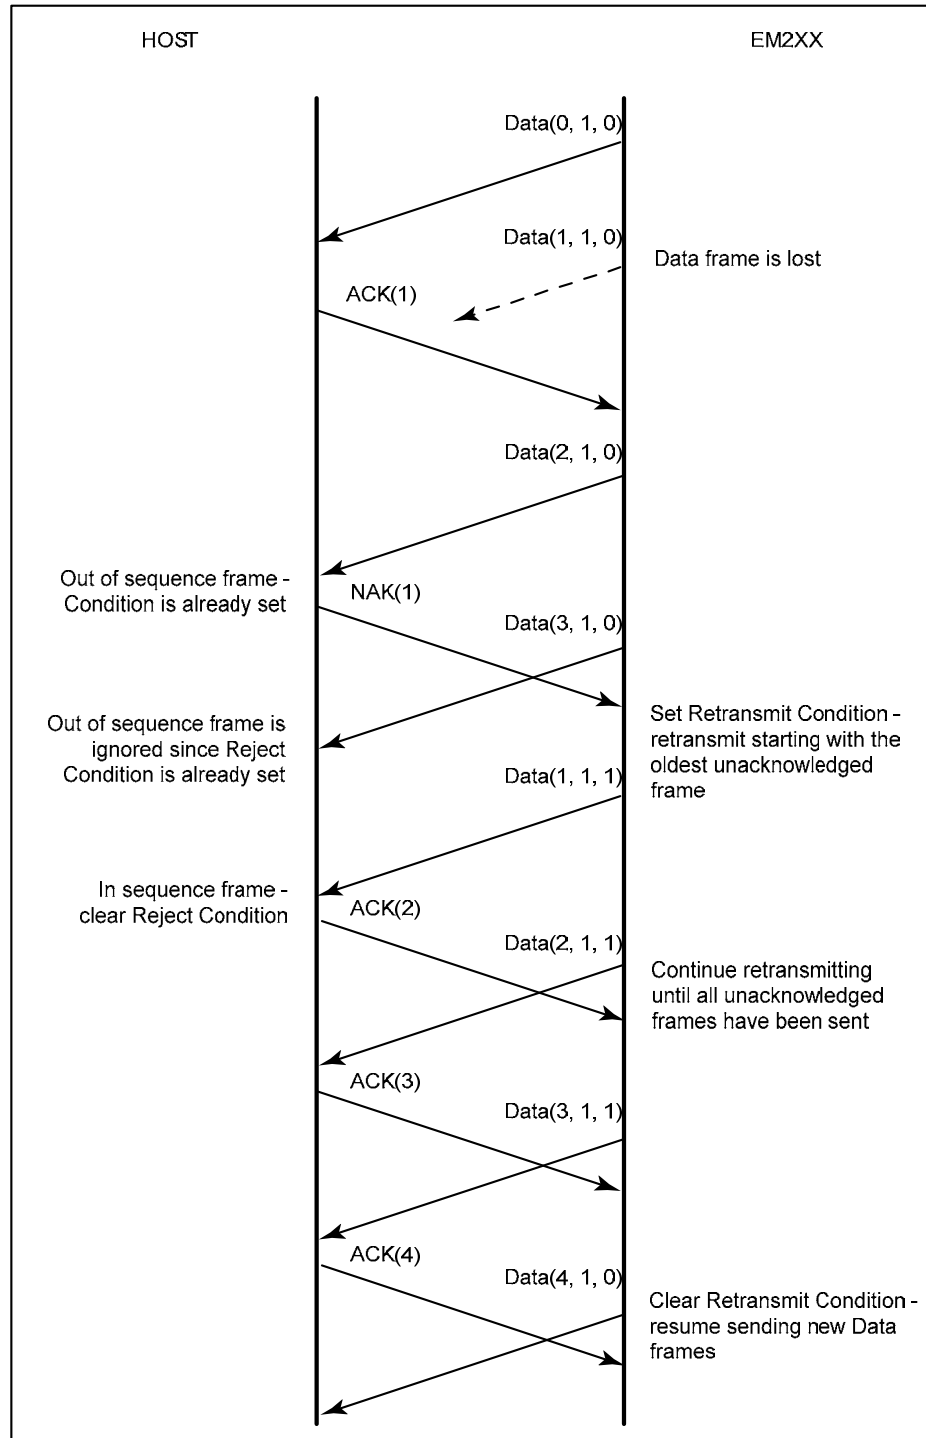 HOST
EM2XX
Data(0, 1, 0)
Data(1, 1, 0)
Data frame is lost
ACK(1)
Data(2, 1, 0)
Out of sequence frame -
Condition is already set
NAK(1)
Data(3, 1, 0)
Out of sequence frame is
ignored since Reject
Condition is already set
Set Retransmit Condition -
retransmit starting with the
oldest unacknowledged
frame
Data(1, 1, 1)
In sequence frame -
clear Reject Condition
ACK(2)
Data(2, 1, 1)
Continue retransmitting
until all unacknowledged
frames have been sent
ACK(3)
Data(3, 1, 1)
ACK(4)
Data(4, 1, 0)
Clear Retransmit Condition -
resume sending new Data
frames